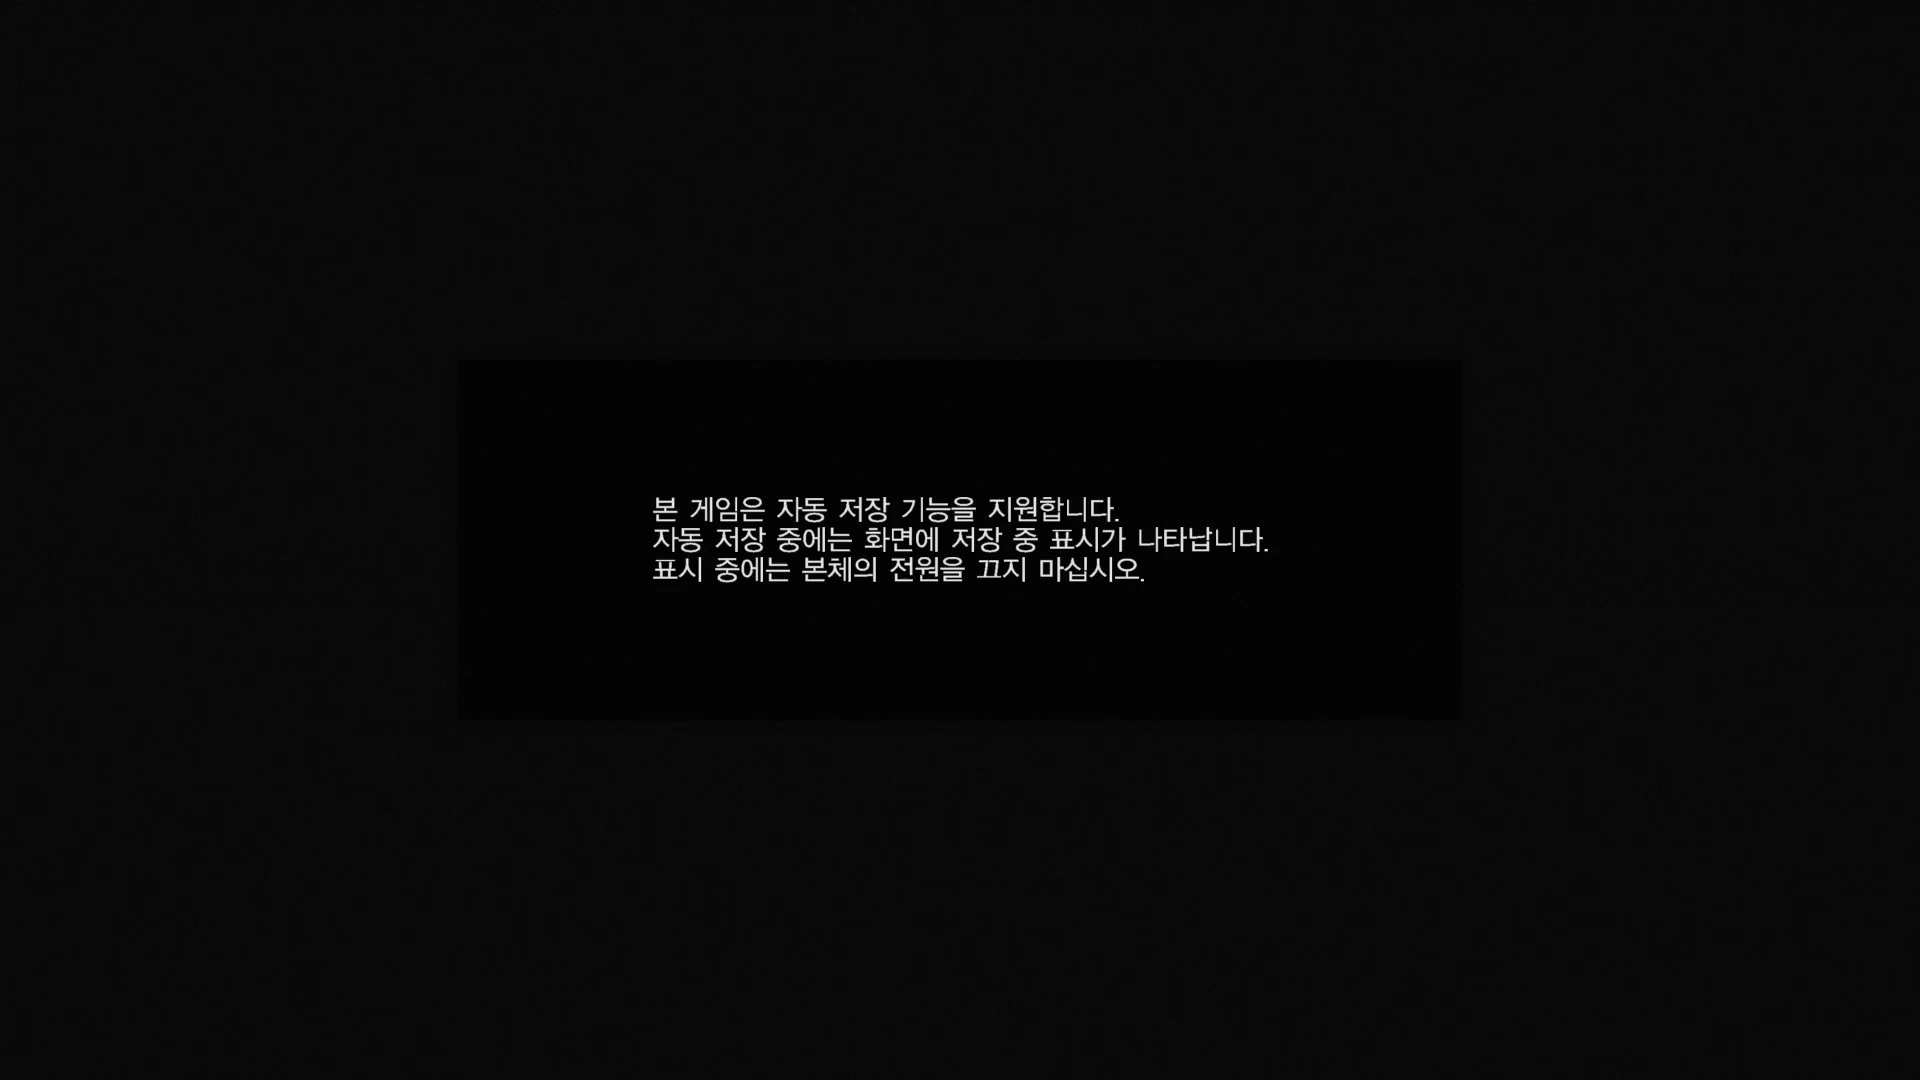 본 게임은 자동 저장 기능을 지원합니다.
자동 저장 중에는 화면에 저장 중 표시가 나타납니다.
표시 중에는 본체의 전원을 끄지 마십시오.